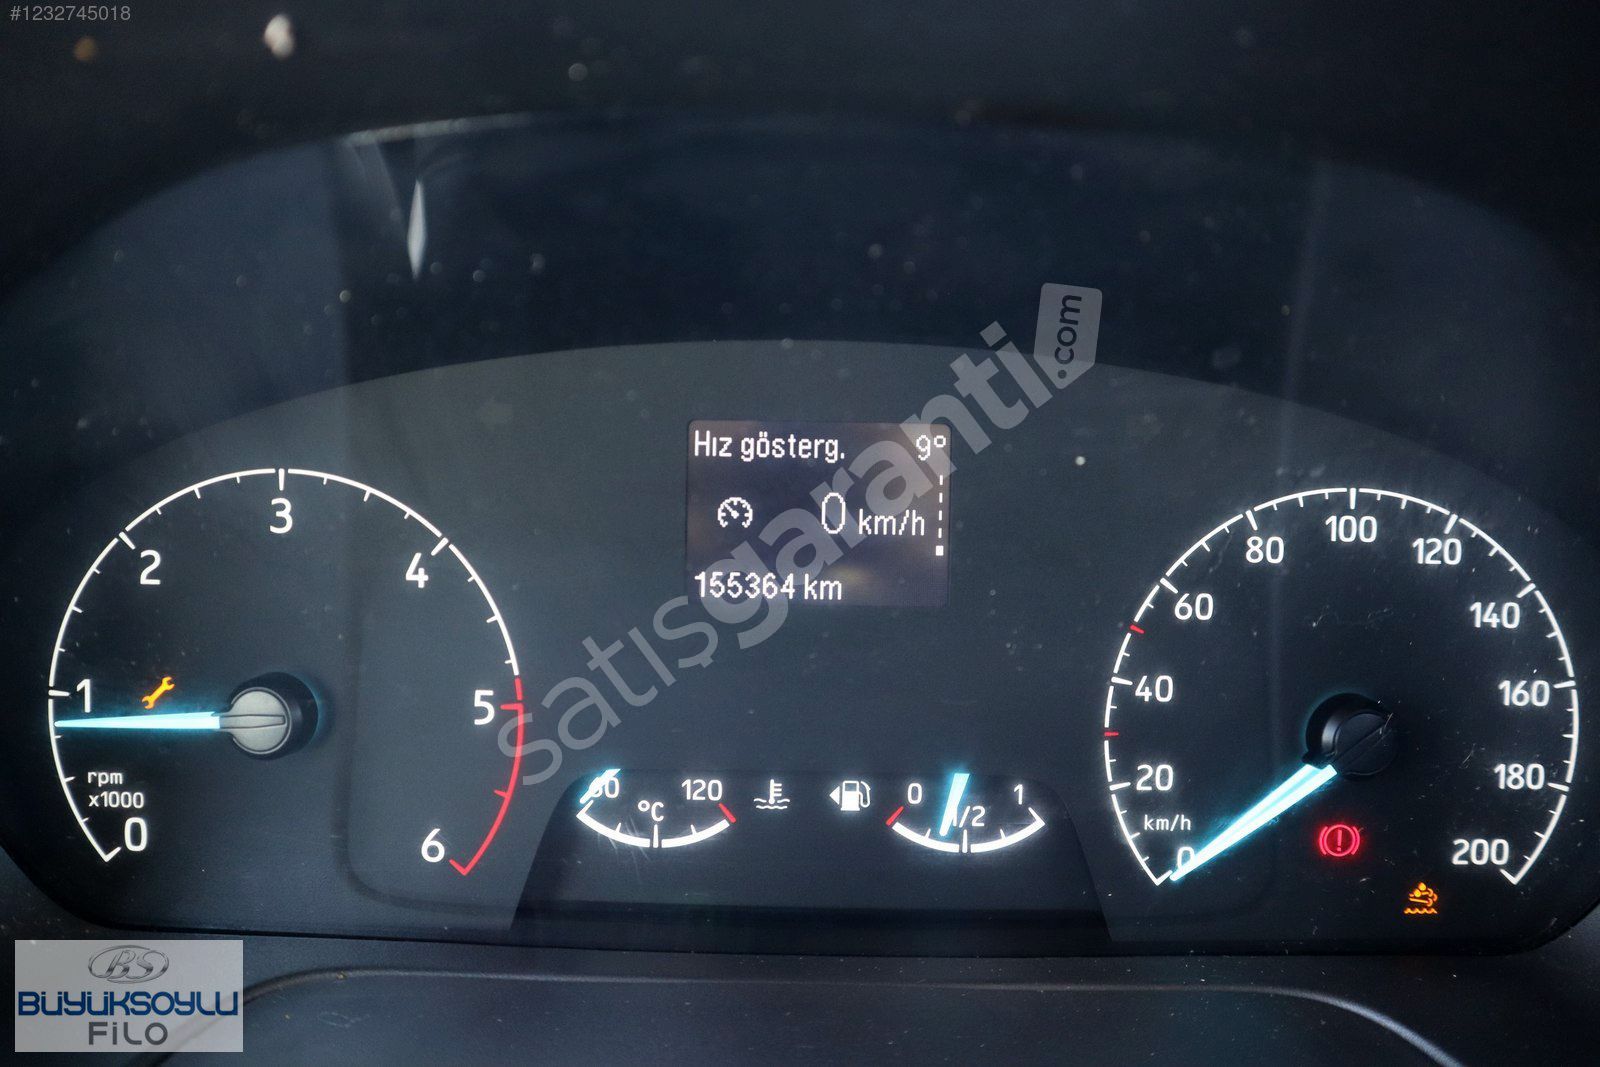 #1232745018
satışgaranti.com
Hız gösterg. 9°
0 km/h
155364 km
0 1 2 3 4 5 6
rpm
x1000
60 120
°C
0 1/2 1
0 20 40 60 80 100 120 140 160 180 200
km/h
BS
BÜYÜKSOYLU
FİLO